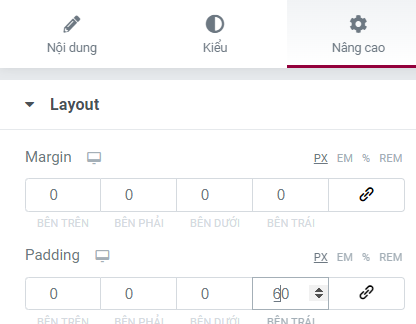 Nội dung Kiểu Nâng cao
Layout
Margin PX EM % REM
0 0 0 0
BÊN TRÊN BÊN PHẢI BÊN DƯỚI BÊN TRÁI
Padding PX EM % REM
0 0 0 60
BÊN TRÊN BÊN PHẢI BÊN DƯỚI BÊN TRÁI